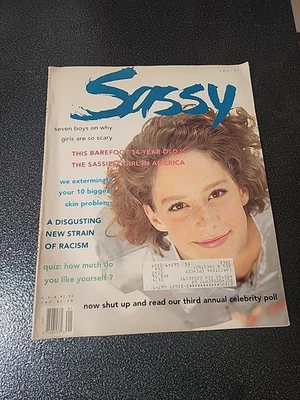 Sassy
seven boys on why
girls are so scary
THIS BAREFOOT 14-YEAR-OLD IS
THE SASSIEST GIRL IN AMERICA
we exterminate
your 10 biggest
skin problems
A DISGUSTING
NEW STRAIN
OF RACISM
quiz: how much do
you like yourself ?
now shut up and read our third annual celebrity poll